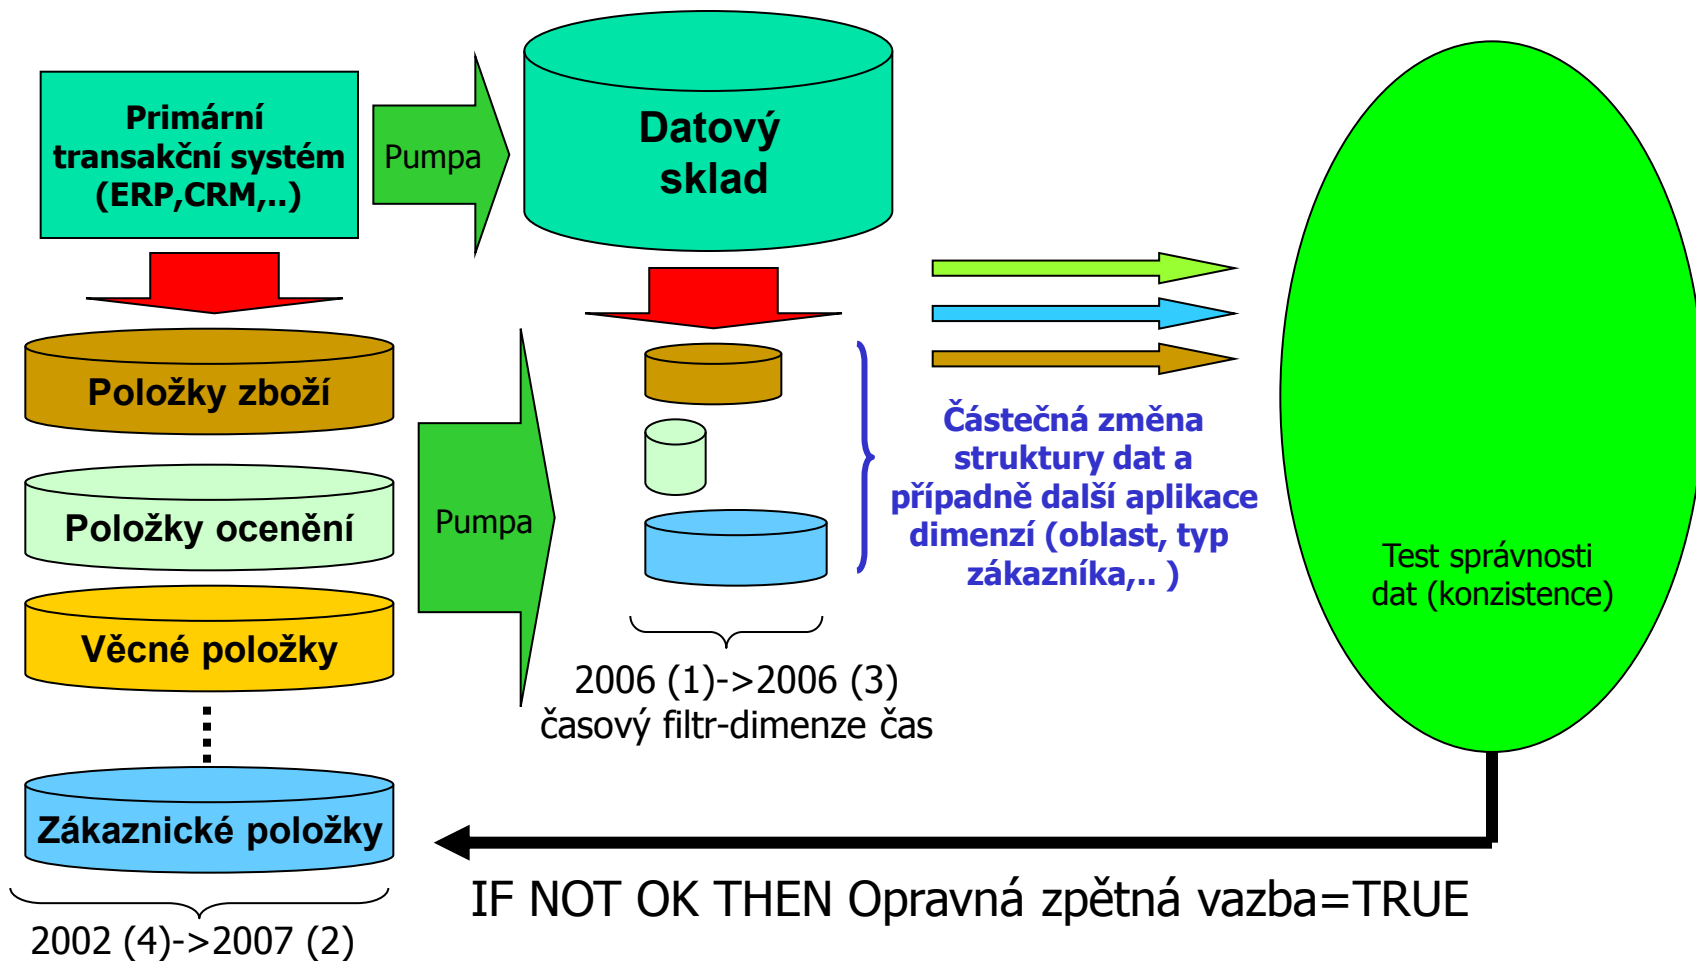 Primární
transakční systém
(ERP,CRM,..)
Pumpa
Datový
sklad
Položky zboží
Položky ocenění
Věcné položky
Zákaznické položky
2002 (4)->2007 (2)
Pumpa
2006 (1)->2006 (3)
časový filtr-dimenze čas
Částečná změna
struktury dat a
případně další aplikace
dimenzí (oblast, typ
zákazníka,.. )
Test správnosti
dat (konzistence)
IF NOT OK THEN Opravná zpětná vazba=TRUE